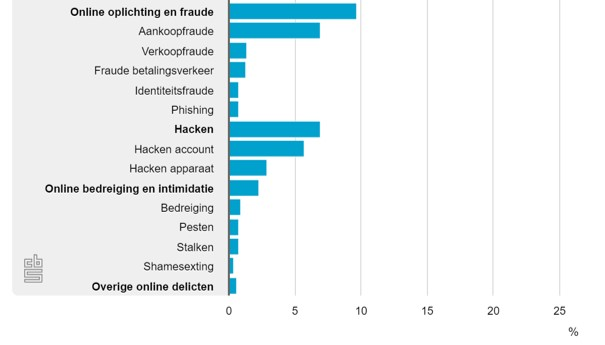 Online oplichting en fraude
Aankoopfraude
Verkoopfraude
Fraude betalingsverkeer
Identiteitsfraude
Phishing
Hacken
Hacken account
Hacken apparaat
Online bedreiging en intimidatie
Bedreiging
Pesten
Stalken
Shamesexting
Overige online delicten
0 5 10 15 20 25
%